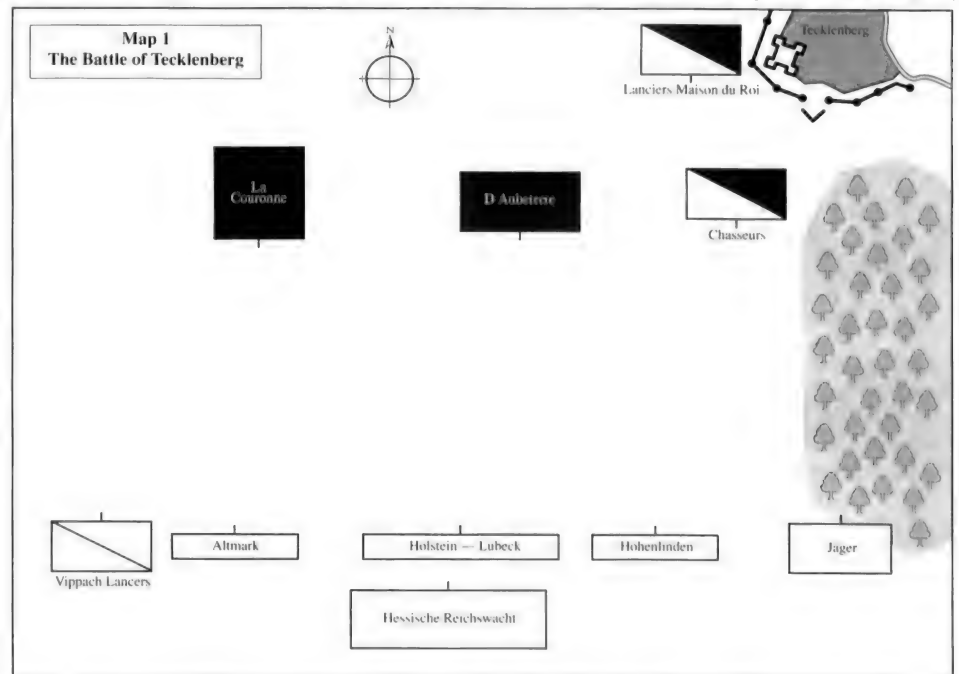 Map 1
The Battle of Tecklenberg
N
Tecklenberg
Lanciers Maison du Roi
La
Couronne
D Aubeterre
Chasseurs
Vippach Lancers
Altmark
Holstein — Lubeck
Hohenlinden
Jager
Hessische Reichswacht